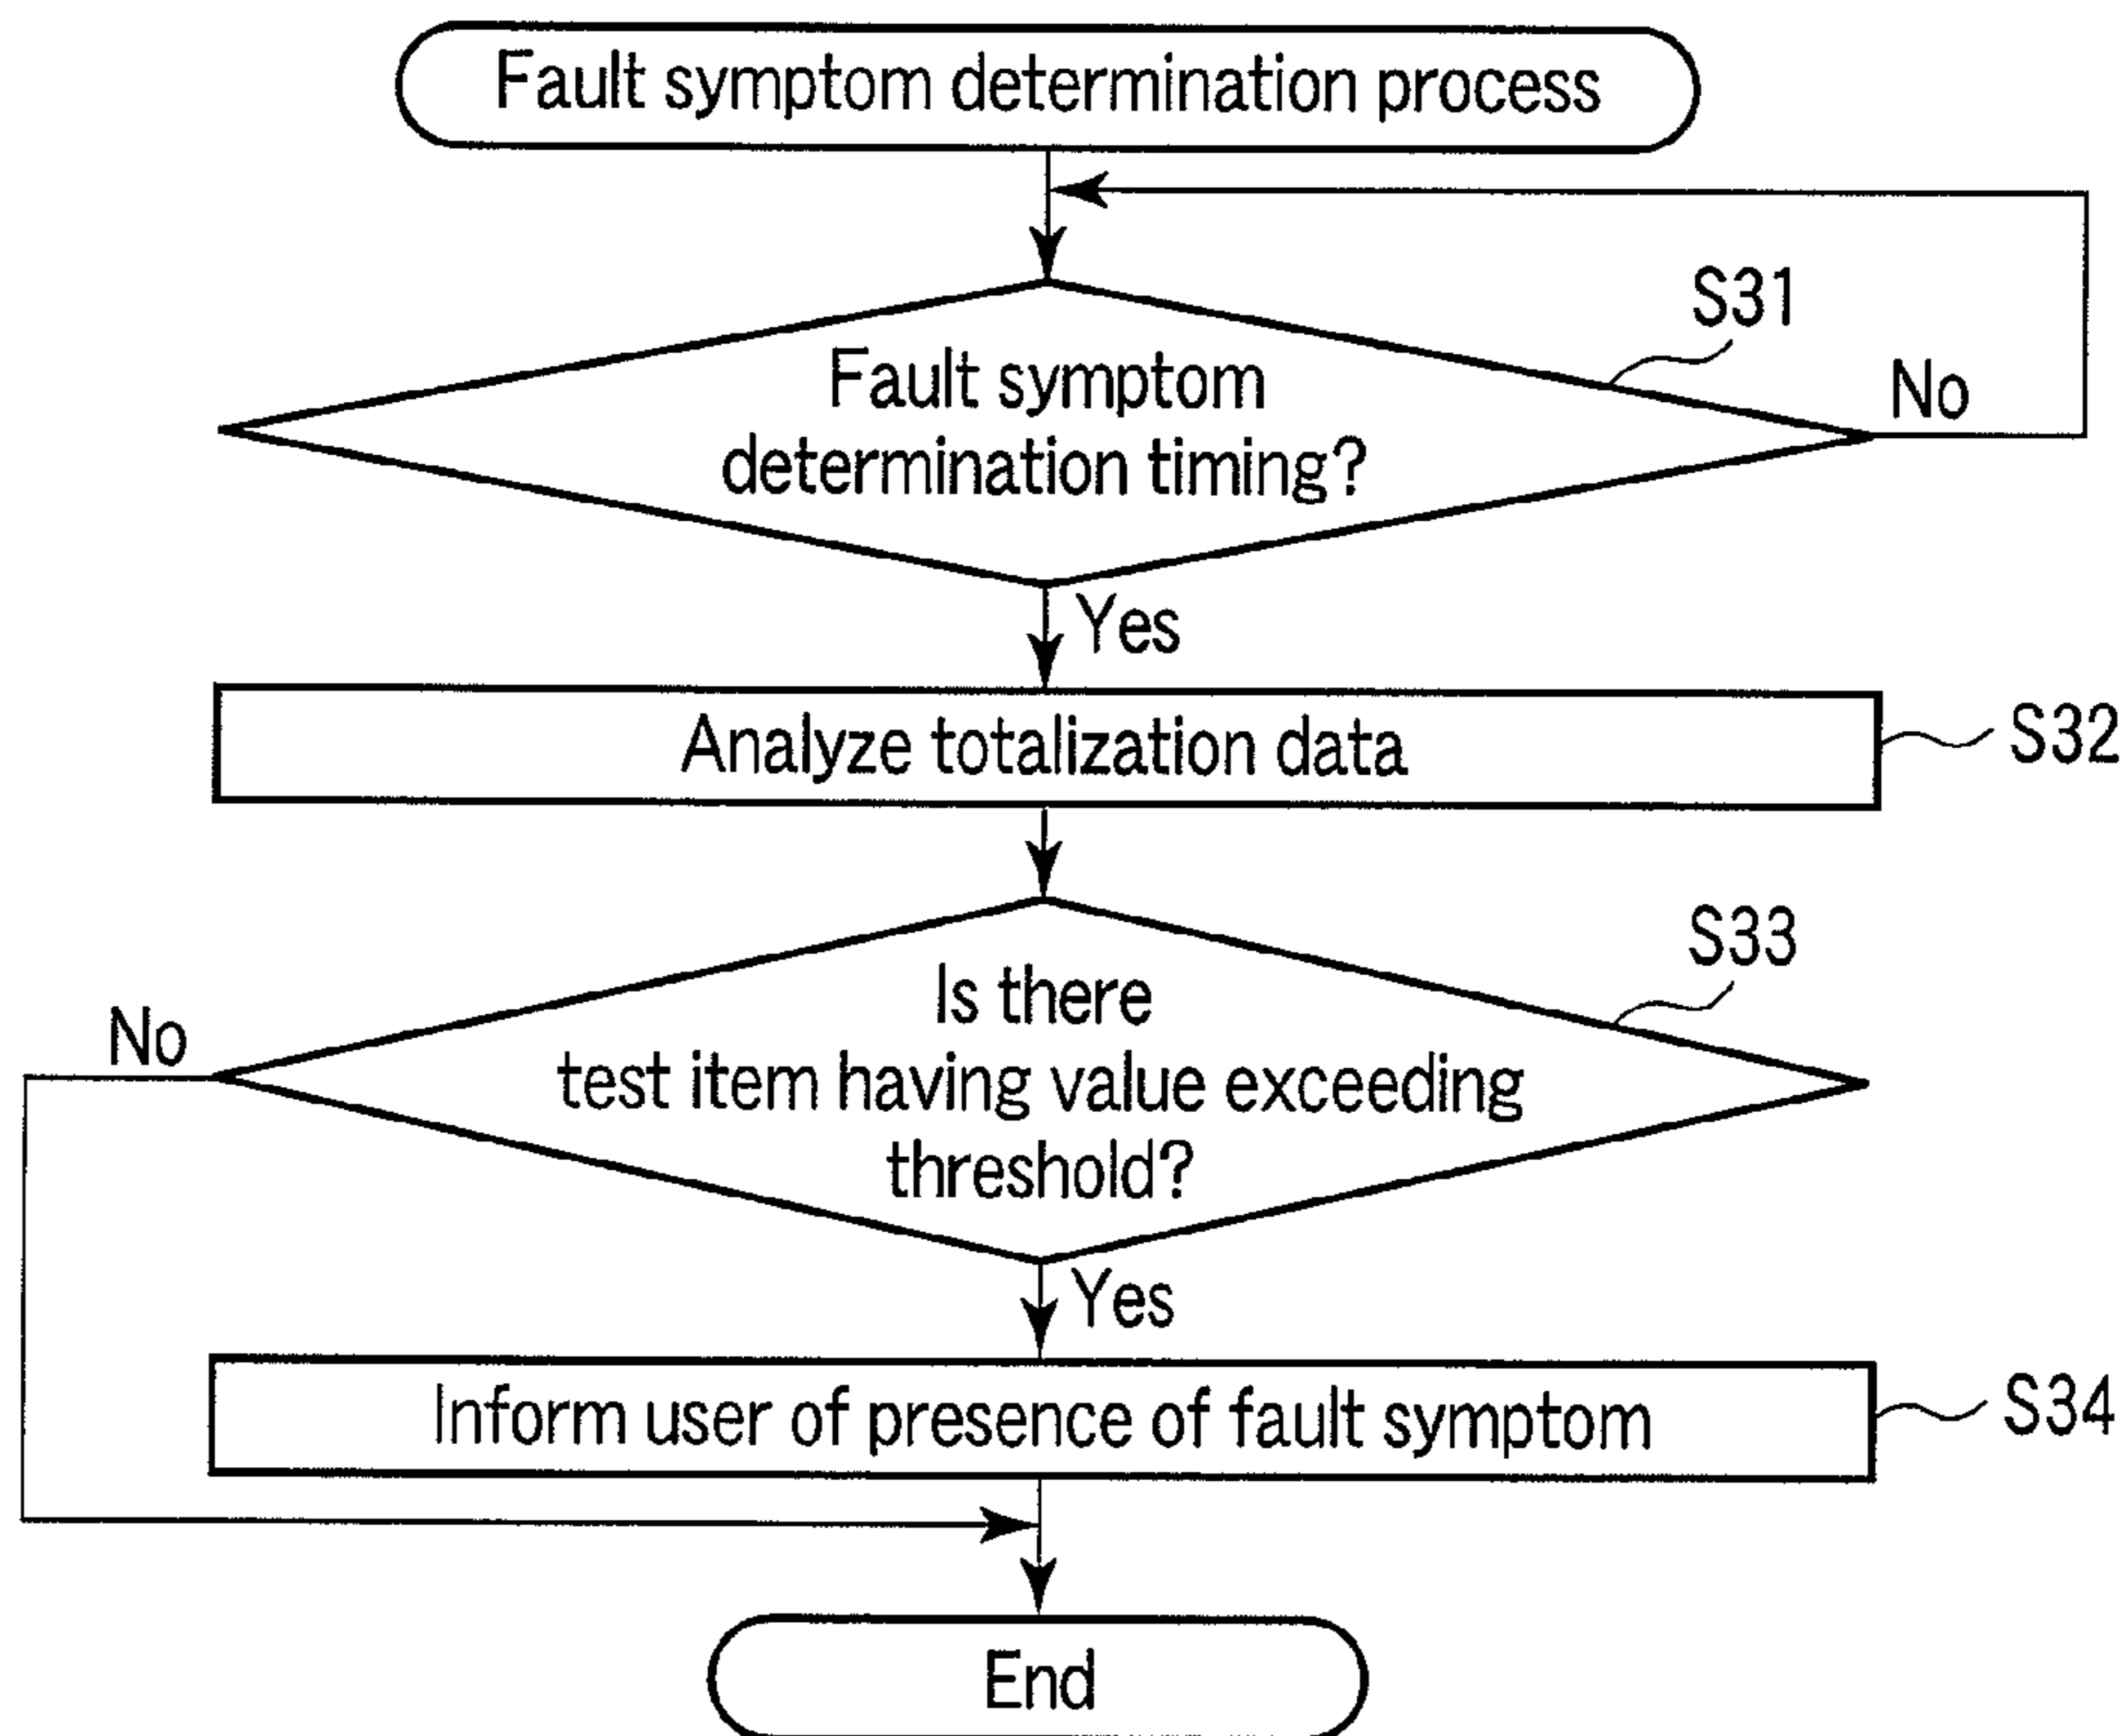 Fault symptom determination process
S31
Fault symptom
determination timing?
No
Yes
Analyze totalization data
S32
S33
Is there
test item having value exceeding
threshold?
No
Yes
Inform user of presence of fault symptom
S34
End